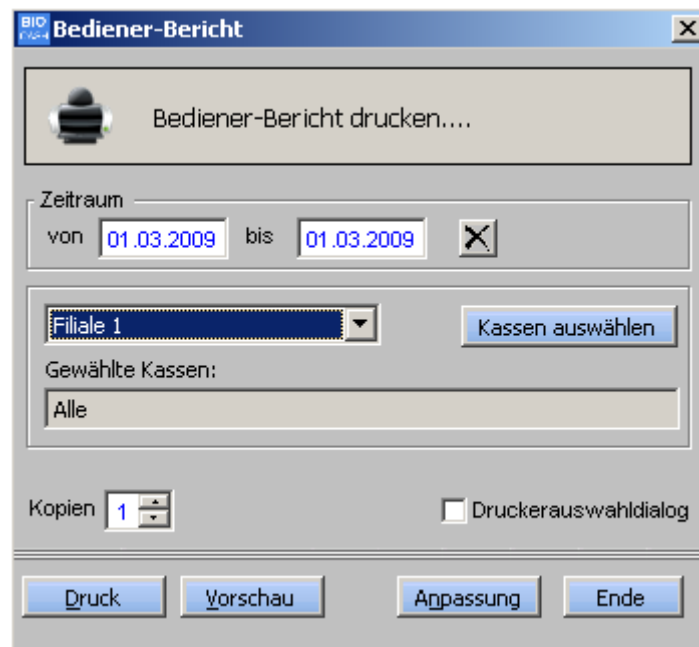 BIO
CASH
Bediener-Bericht
Bediener-Bericht drucken....
Zeitraum
von 01.03.2009 bis 01.03.2009
Filiale 1 Kassen auswählen
Gewählte Kassen:
Alle
Kopien 1 Druckerauswahldialog
Druck Vorschau Anpassung Ende